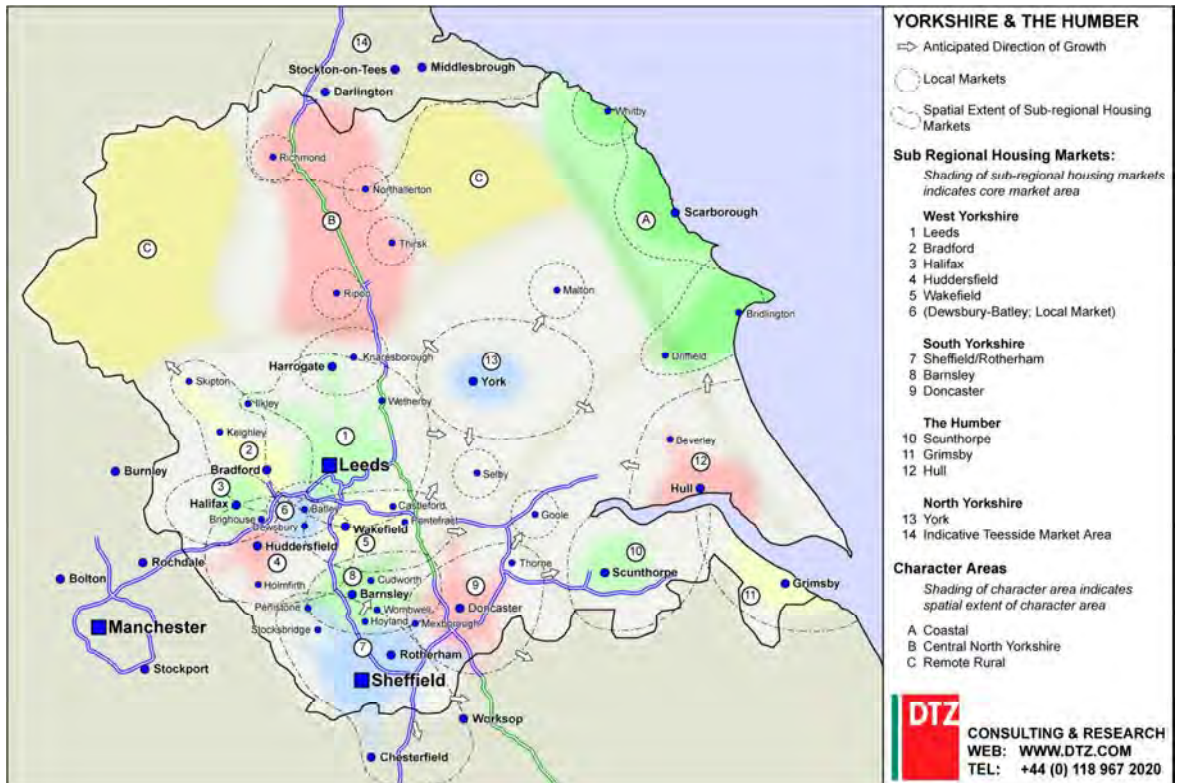 14
Stockton-on-Tees
Middlesbrough
Darlington
Whitby
Richmond
C
Northallerton
B
A
Scarborough
C
Thirsk
Ripon
Malton
Bridlington
Knaresborough
Driffield
Harrogate
13
Skipton
York
Ilkley
Wetherby
Keighley
1
Beverley
2
Leeds
12
Burnley
Bradford
Selby
3
Hull
Halifax
6
Batley
Castleford
Goole
Brighouse
Dewsbury
Wakefield
Pontefract
Huddersfield
5
10
Rochdale
4
Thorpe
8
Cudworth
Scunthorpe
Bolton
Holmfirth
9
Grimsby
Barnsley
11
Penistone
Wombwell
Doncaster
Manchester
Hoyland
Mexborough
Stocksbridge
7
Rotherham
Stockport
Sheffield
Worksop
Chesterfield
YORKSHIRE & THE HUMBER
Anticipated Direction of Growth
Local Markets
Spatial Extent of Sub-regional Housing
Markets
Sub Regional Housing Markets:
Shading of sub-regional housing markets
indicates core market area
West Yorkshire
1 Leeds
2 Bradford
3 Halifax
4 Huddersfield
5 Wakefield
6 (Dewsbury-Batley; Local Market)
South Yorkshire
7 Sheffield/Rotherham
8 Barnsley
9 Doncaster
The Humber
10 Scunthorpe
11 Grimsby
12 Hull
North Yorkshire
13 York
14 Indicative Teesside Market Area
Character Areas
Shading of character area indicates
spatial extent of character area
A Coastal
B Central North Yorkshire
C Remote Rural
DTZ
CONSULTING & RESEARCH
WEB: WWW.DTZ.COM
TEL: +44 (0) 118 967 2020